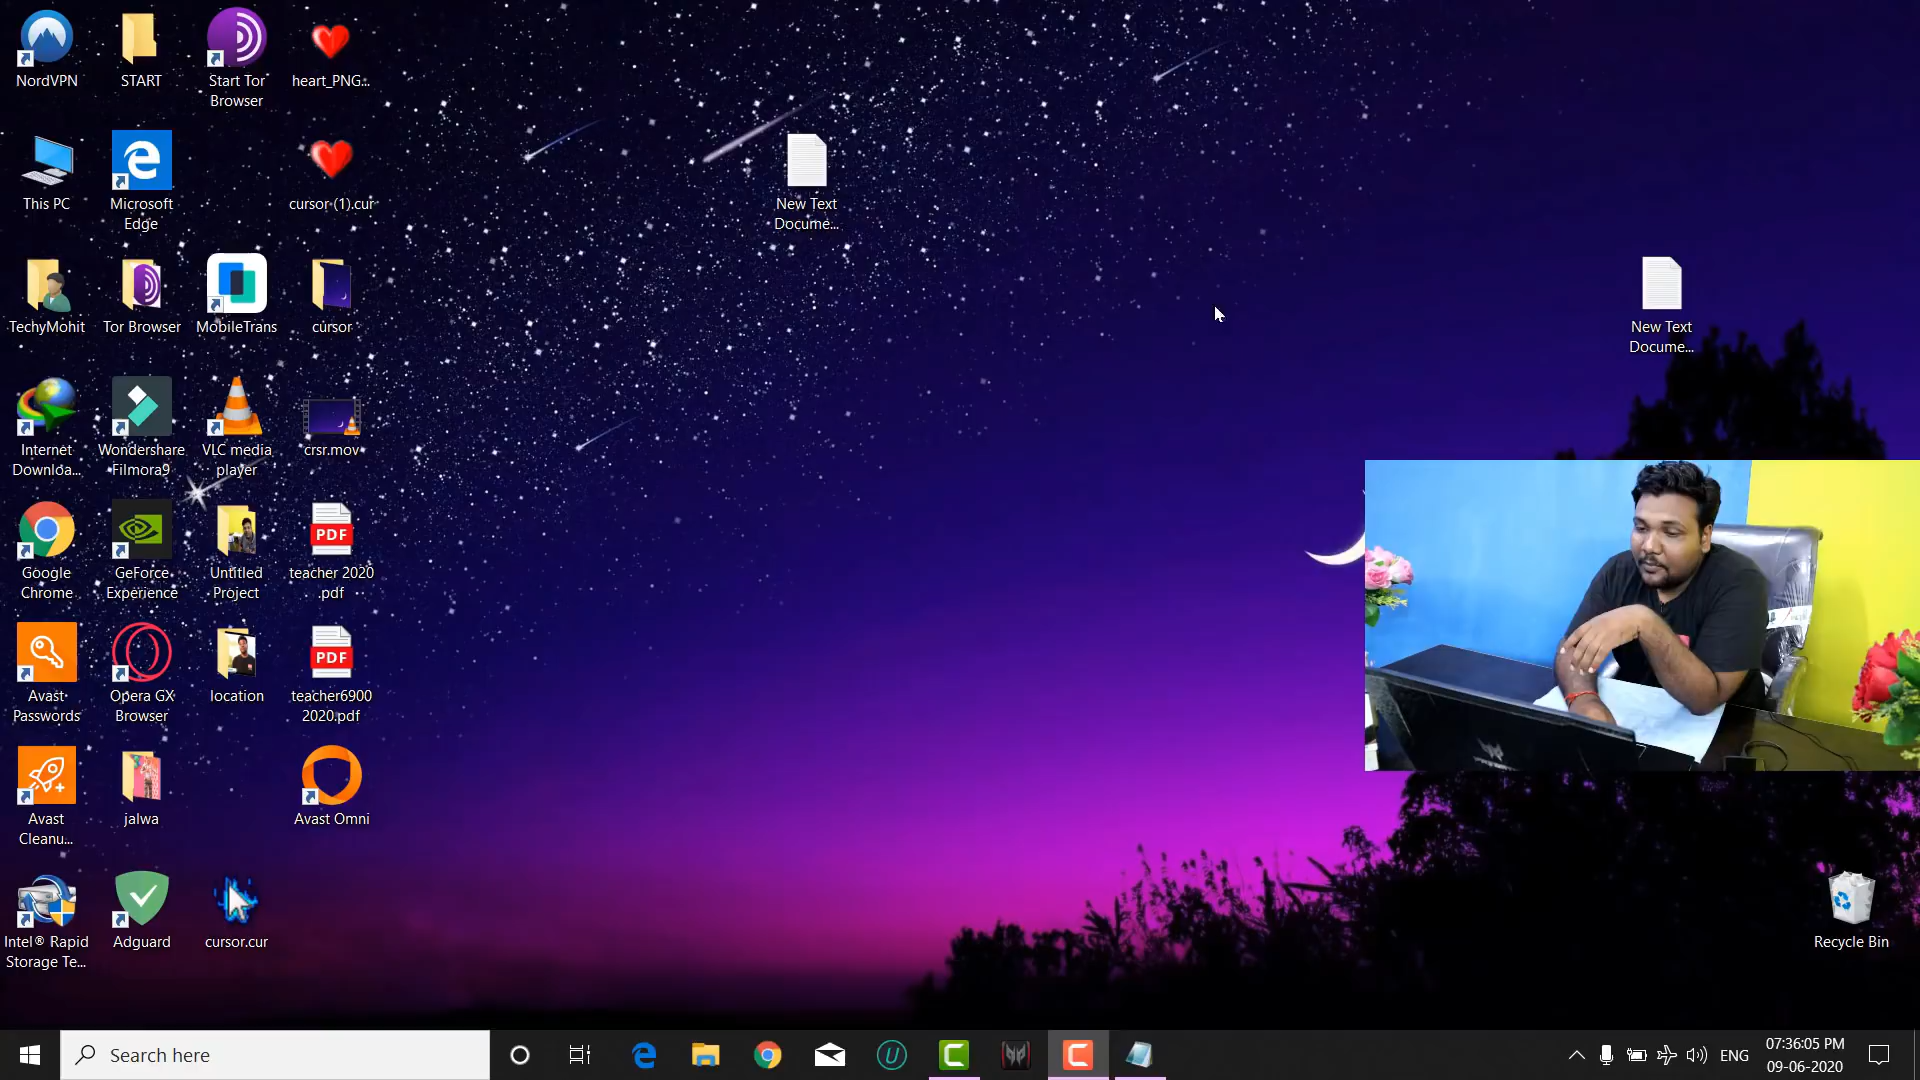 NordVPN
START
Start Tor
Browser
heart_PNG...
This PC
Microsoft
Edge
cursor (1).cur
New Text
Docume...
TechyMohit
Tor Browser
MobileTrans
cursor
New Text
Docume...
Internet
Downloa...
Wondershare
Filmora9
VLC media
player
crsr.mov
Google
Chrome
GeForce
Experience
Untitled
Project
PDF
teacher 2020
.pdf
Avast
Passwords
Opera GX
Browser
location
PDF
teacher6900
2020.pdf
Avast
Cleanu...
jalwa
Avast Omni
Intel® Rapid
Storage Te...
Adguard
cursor.cur
Recycle Bin
Search here
ENG
07:36:05 PM
09-06-2020